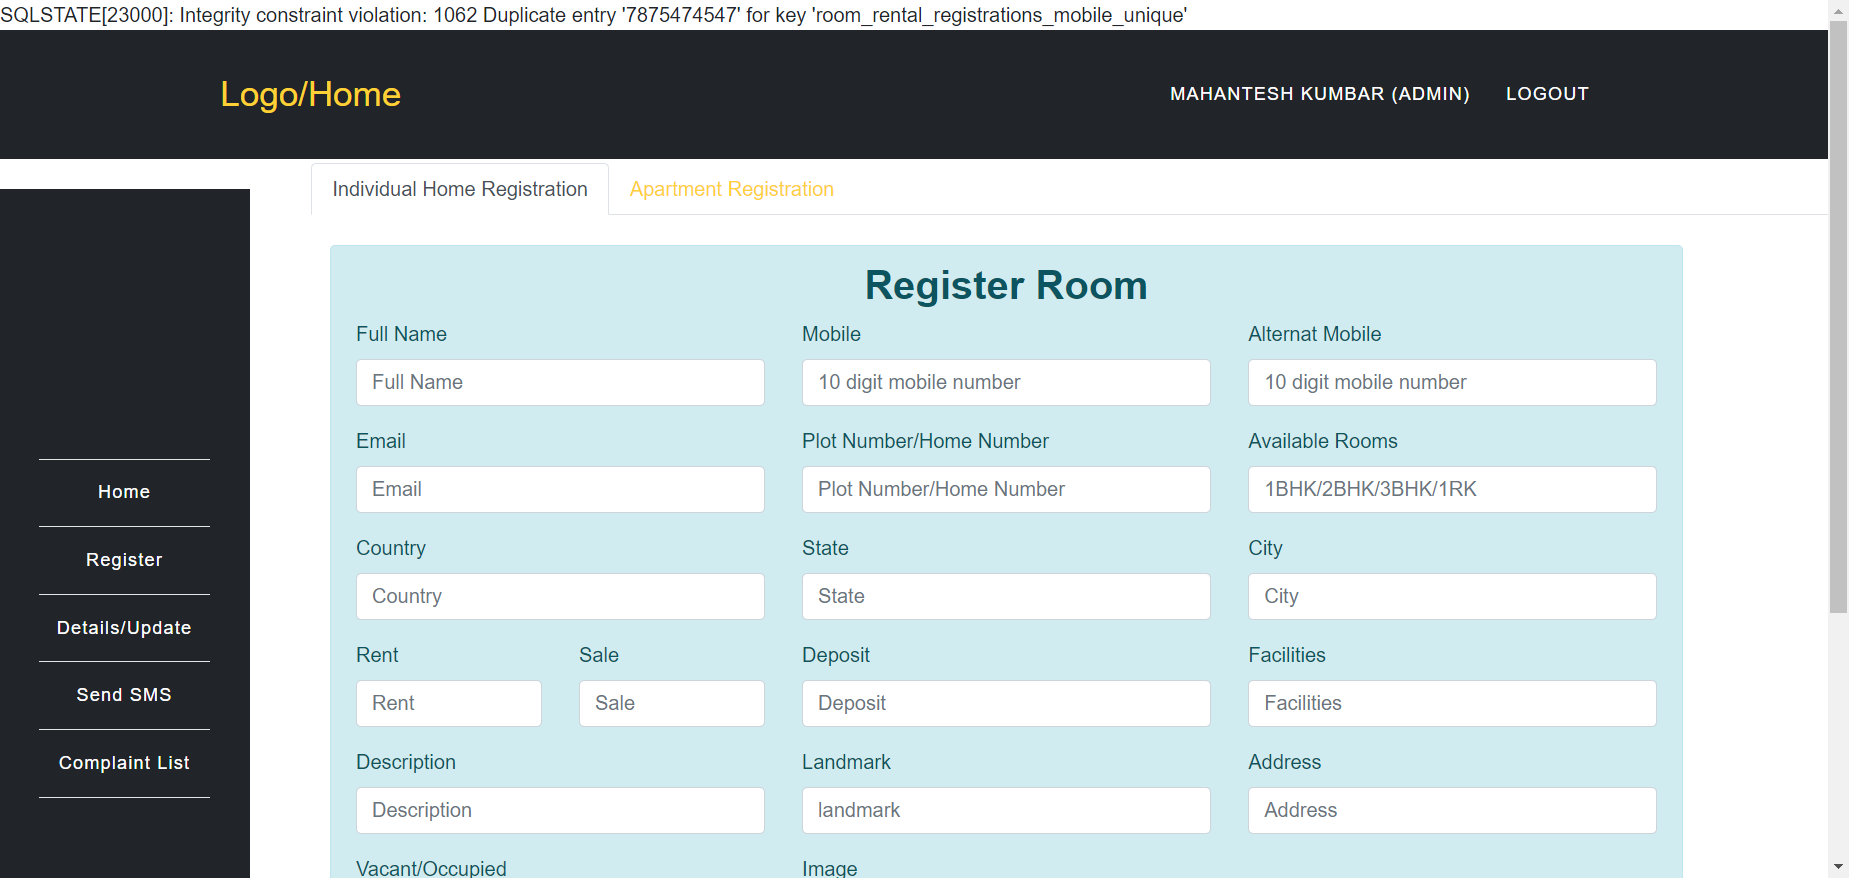 SQLSTATE[23000]: Integrity constraint violation: 1062 Duplicate entry '7875474547' for key 'room_rental_registrations_mobile_unique'
Logo/Home
MAHANTESH KUMBAR (ADMIN) LOGOUT
Individual Home Registration Apartment Registration
Register Room
Full Name Mobile Alternat Mobile
Full Name 10 digit mobile number 10 digit mobile number
Email Plot Number/Home Number Available Rooms
Email Plot Number/Home Number 1BHK/2BHK/3BHK/1RK
Country State City
Country State City
Rent Sale Deposit Facilities
Rent Sale Deposit Facilities
Description Landmark Address
Description landmark Address
Vacant/Occupied Image
Home
Register
Details/Update
Send SMS
Complaint List